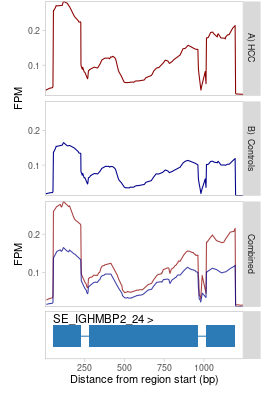 0.2
0.1
A) HCC
FPM
0.2
0.1
B) Controls
0.2
0.1
Combined
FPM
SE_IGHMBP2_24 >
250 500 750 1000
Distance from region start (bp)